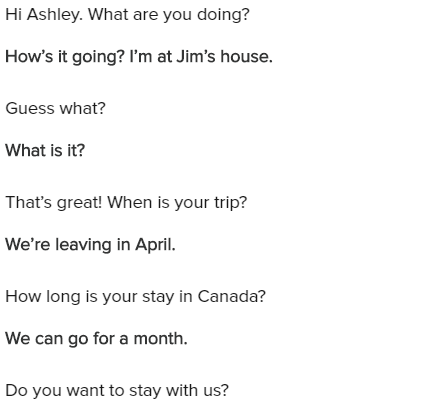 Hi Ashley. What are you doing?
How’s it going? I’m at Jim’s house.
Guess what?
What is it?
That’s great! When is your trip?
We’re leaving in April.
How long is your stay in Canada?
We can go for a month.
Do you want to stay with us?